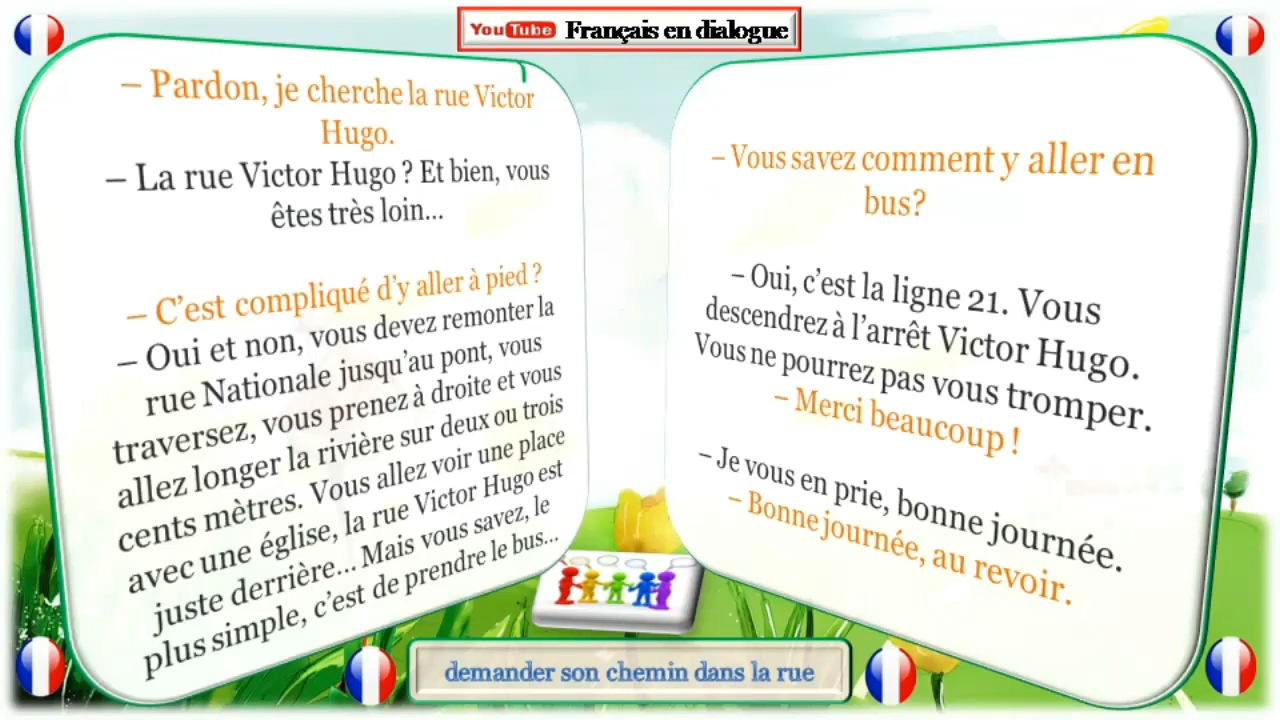 YouTube Français en dialogue
– Pardon, je cherche la rue Victor
Hugo.
– La rue Victor Hugo ? Et bien, vous
êtes très loin...
– C’est compliqué d’y aller à pied ?
– Oui et non, vous devez remonter la
rue Nationale jusqu’au pont, vous
traversez, vous prenez à droite et vous
allez longer la rivière sur deux ou trois
cents mètres. Vous allez voir une place
avec une église, la rue Victor Hugo est
juste derrière... Mais vous savez, le
plus simple, c’est de prendre le bus...
– Vous savez comment y aller en
bus?
– Oui, c’est la ligne 21. Vous
descendrez à l’arrêt Victor Hugo.
Vous ne pourrez pas vous tromper.
– Merci beaucoup !
– Je vous en prie, bonne journée.
– Bonne journée, au revoir.
demander son chemin dans la rue